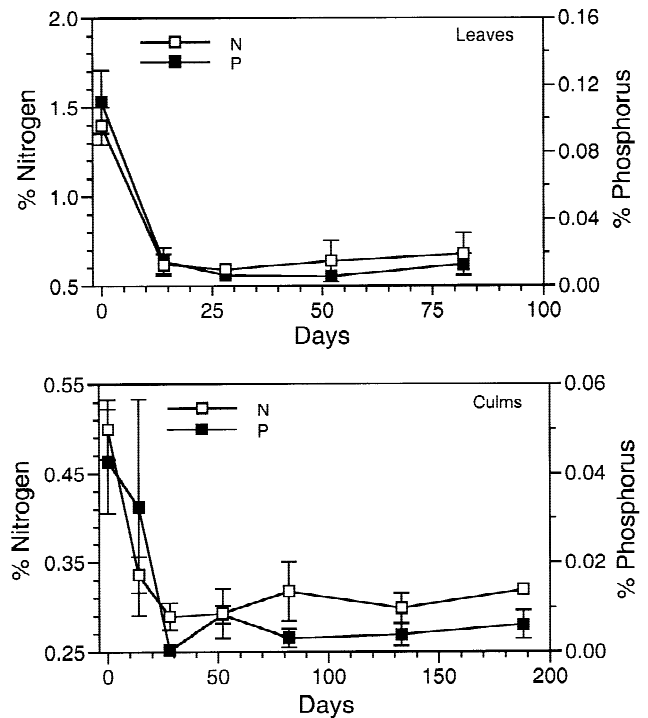 2.0
1.5
1.0
0.5
% Nitrogen
N
P
Leaves
0.16
0.12
0.08
0.04
0.00
% Phosphorus
0 25 50 75 100
Days
0.55
0.45
0.35
0.25
% Nitrogen
N
P
Culms
0.06
0.04
0.02
0.00
% Phosphorus
0 50 100 150 200
Days